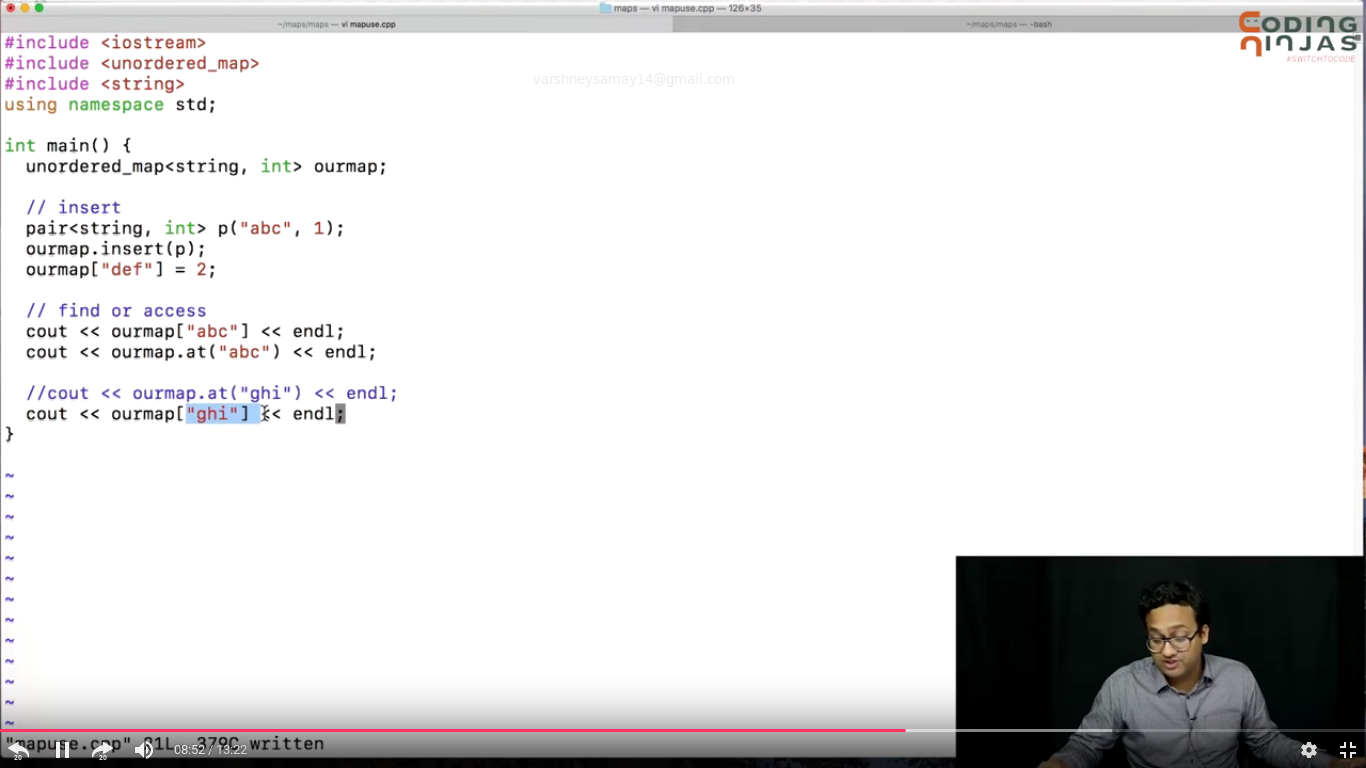 maps — vi mapuse.cpp — 126×35
~/maps/maps — vi mapuse.cpp
~/maps/maps — -bash
CODING
NINJAS
#SWITCHTOCODE
#include <iostream>
#include <unordered_map>
#include <string>
using namespace std;
varshneysamay14@gmail.com
int main() {
unordered_map<string, int> ourmap;
// insert
pair<string, int> p("abc", 1);
ourmap.insert(p);
ourmap["def"] = 2;
// find or access
cout << ourmap["abc"] << endl;
cout << ourmap.at("abc") << endl;
//cout << ourmap.at("ghi") << endl;
cout << ourmap["ghi"] << endl;
}
~
~
~
~
~
~
~
~
~
~
~
~
~
"mapuse.cpp" 21L, 379C written
20 20 08:52 / 13:22